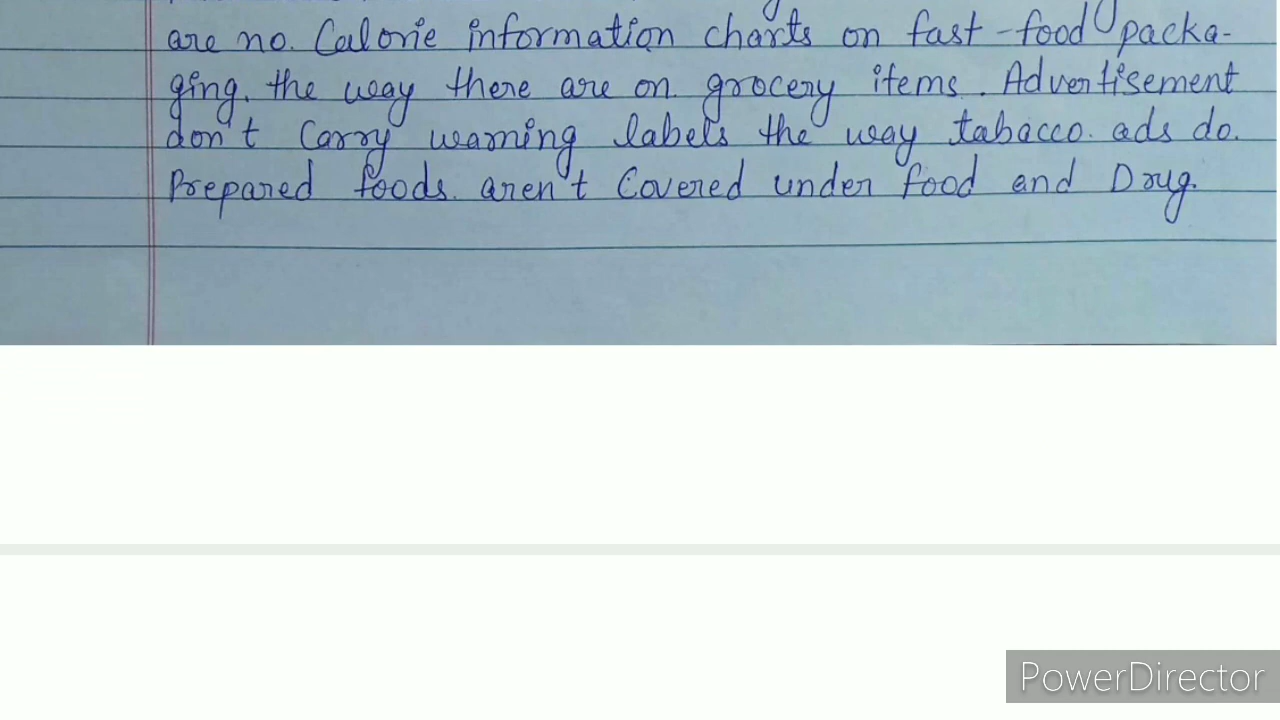 are no. Calorie information charts on fast-food packa-
ging. the way there are on grocery items. Advertisement
don't Carry warning labels the way tabacco. ads do.
Prepared foods. aren't Covered under food and Drug.
PowerDirector